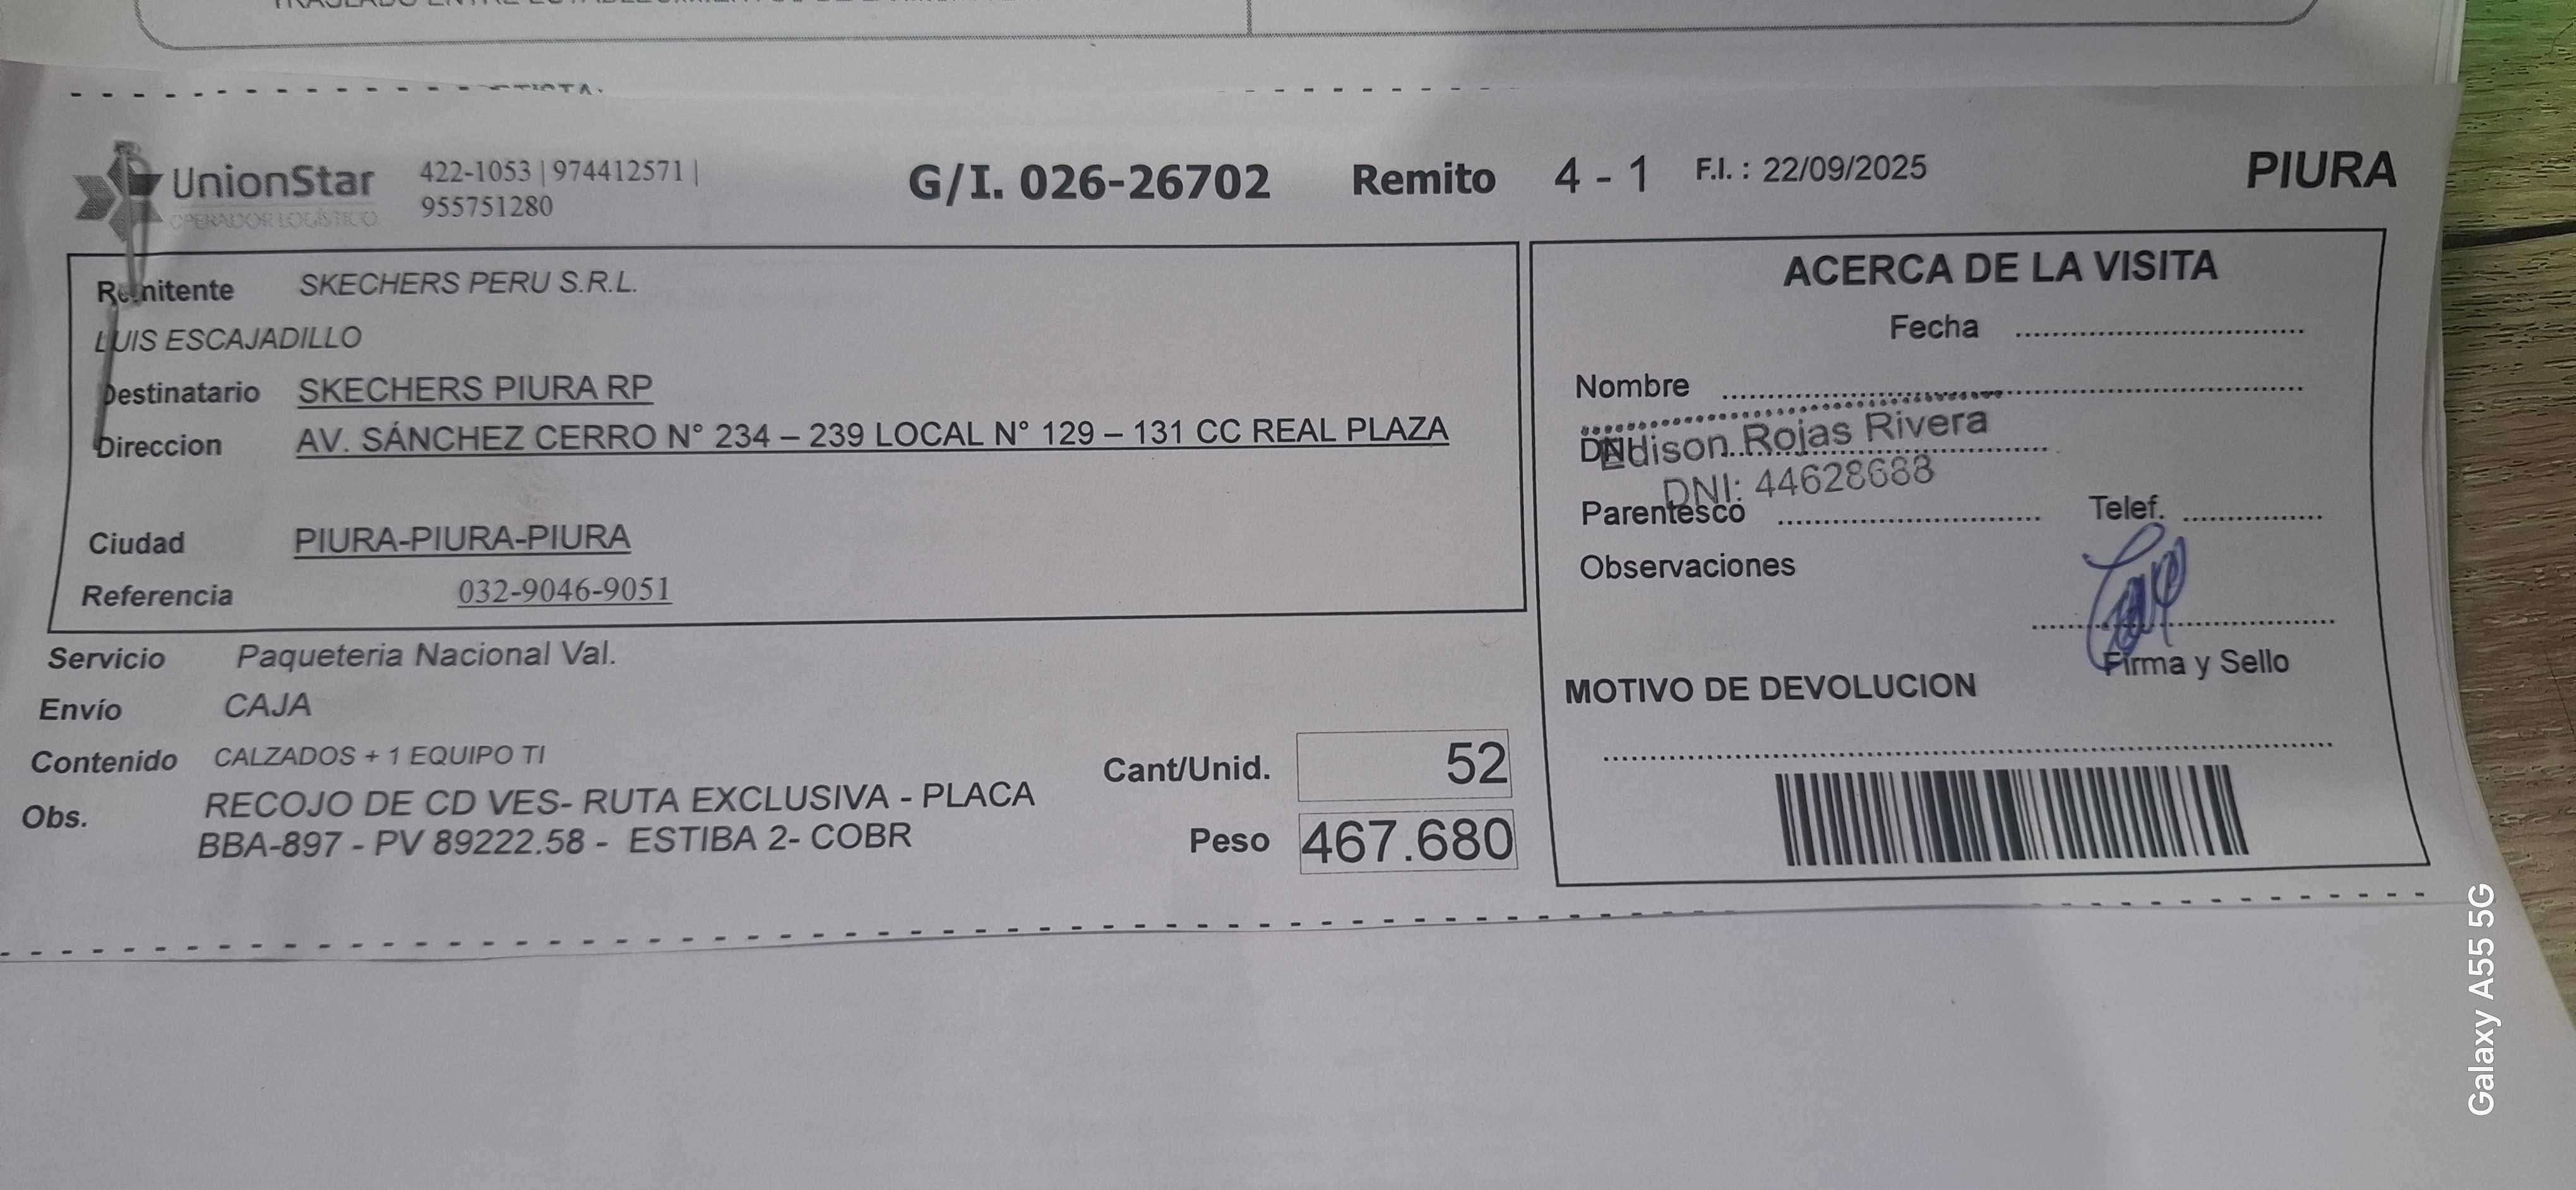 UnionStar
OPERADOR LOGÍSTICO
422-1053 | 974412571 |
955751280
G/I. 026-26702 Remito 4 - 1 F.I. : 22/09/2025 PIURA
Remitente SKECHERS PERU S.R.L.
LUIS ESCAJADILLO
Destinatario SKECHERS PIURA RP
Direccion AV. SÁNCHEZ CERRO N° 234 – 239 LOCAL N° 129 – 131 CC REAL PLAZA
Ciudad PIURA-PIURA-PIURA
Referencia 032-9046-9051
Servicio Paqueteria Nacional Val.
Envío CAJA
Contenido CALZADOS + 1 EQUIPO TI
Obs. RECOJO DE CD VES- RUTA EXCLUSIVA - PLACA
BBA-897 - PV 89222.58 - ESTIBA 2- COBR
Cant/Unid. 52
Peso 467.680
ACERCA DE LA VISITA
Fecha
Nombre
DNI
Edison Rojas Rivera
DNI: 44628688
Parentesco Telef.
Observaciones
Firma y Sello
MOTIVO DE DEVOLUCION
Galaxy A55 5G